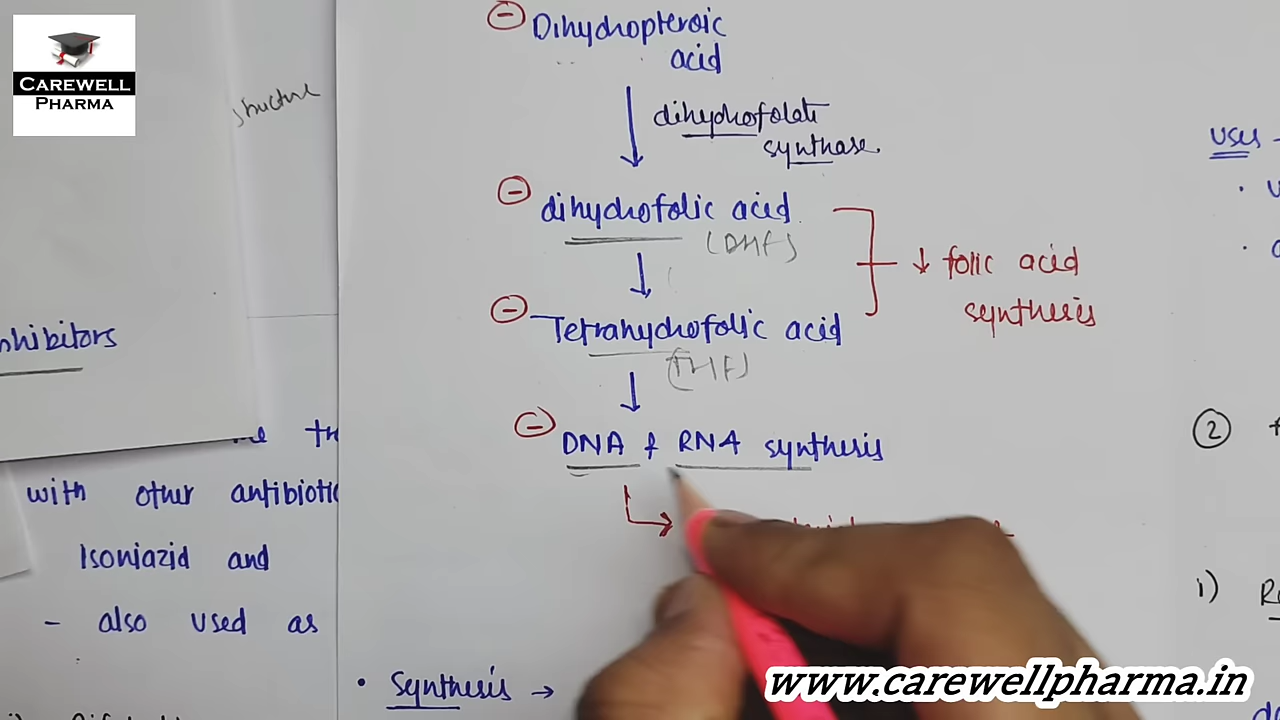 CAREWELL
PHARMA
structure
Dihydropteroic
acid
dihydrofolate
synthase.
dihydrofolic acid
(DHF)
↓ folic acid
synthesis
Tetrahydrofolic acid
(THF)
DNA & RNA synthesis
uses -
nhibitors
with other antibiotic
Isoniazid and
- also used as
• Synthesis →
2
i)
www.carewellpharma.in